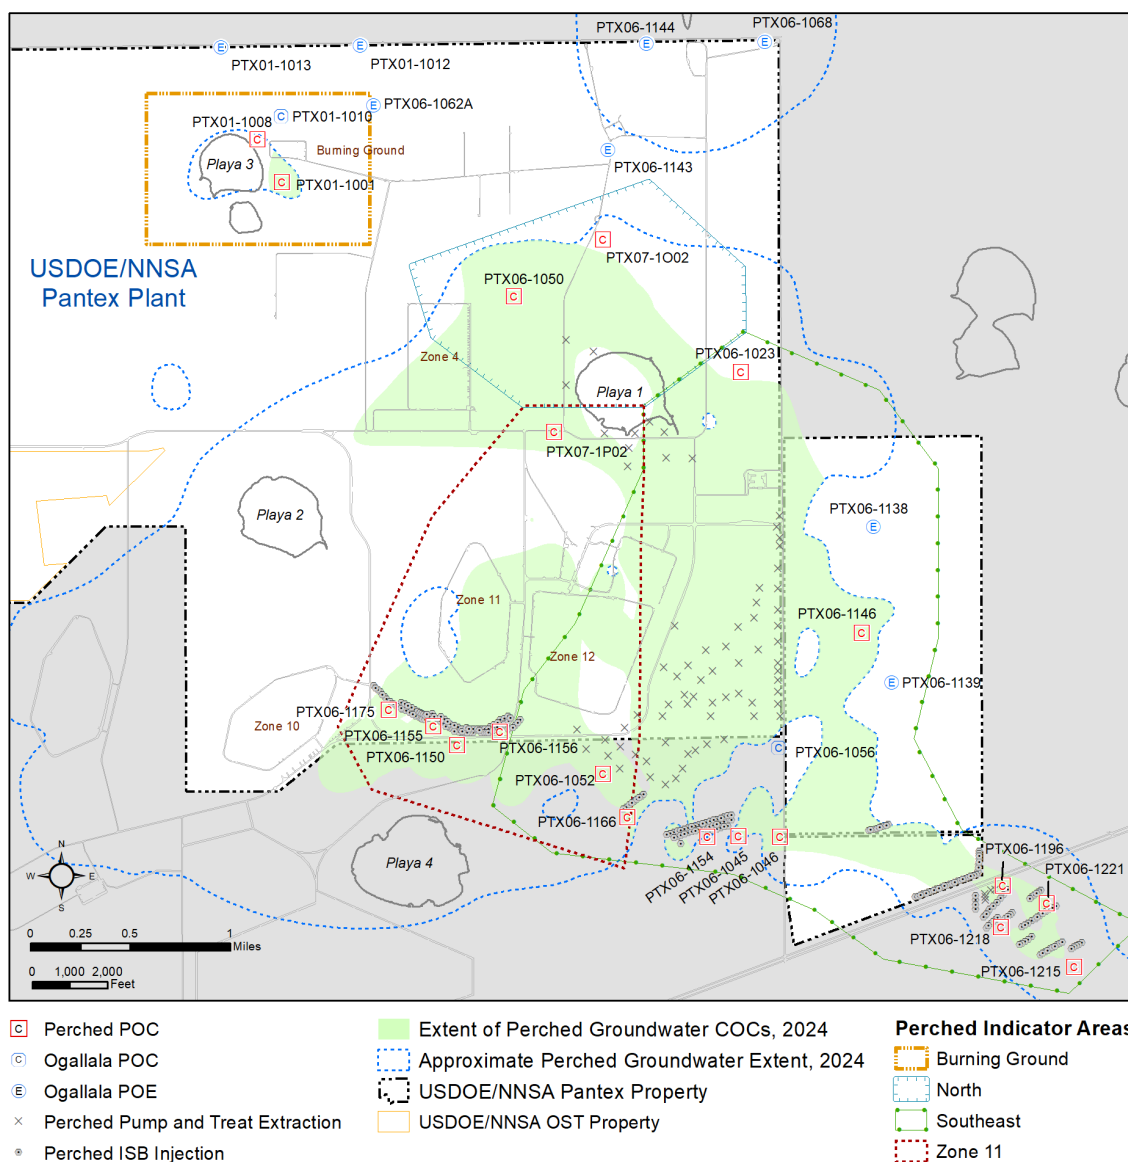 PTX06-1144
PTX06-1068
PTX01-1013
PTX01-1012
PTX06-1062A
PTX01-1008
PTX01-1010
Burning Ground
Playa 3
PTX06-1143
PTX01-1001
USDOE/NNSA
Pantex Plant
PTX07-1O02
PTX06-1050
Zone 4
PTX06-1023
Playa 1
PTX07-1P02
Playa 2
PTX06-1138
Zone 11
PTX06-1146
Zone 12
PTX06-1139
PTX06-1175
Zone 10
PTX06-1155
PTX06-1156
PTX06-1150
PTX06-1056
PTX06-1052
PTX06-1166
Playa 4
PTX06-1154
PTX06-1045
PTX06-1046
PTX06-1196
PTX06-1221
PTX06-1218
PTX06-1215
N
W E
S
0 0.25 0.5 1
Miles
0 1,000 2,000
Feet
C Perched POC
C Ogallala POC
E Ogallala POE
Perched Pump and Treat Extraction
Perched ISB Injection
Extent of Perched Groundwater COCs, 2024
Approximate Perched Groundwater Extent, 2024
USDOE/NNSA Pantex Property
USDOE/NNSA OST Property
Perched Indicator Areas
Burning Ground
North
Southeast
Zone 11